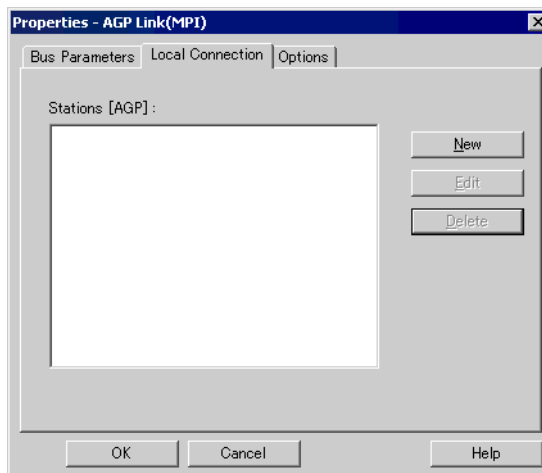 Properties - AGP Link(MPI)
Bus Parameters Local Connection Options
Stations [AGP] :
New
Edit
Delete
OK Cancel Help